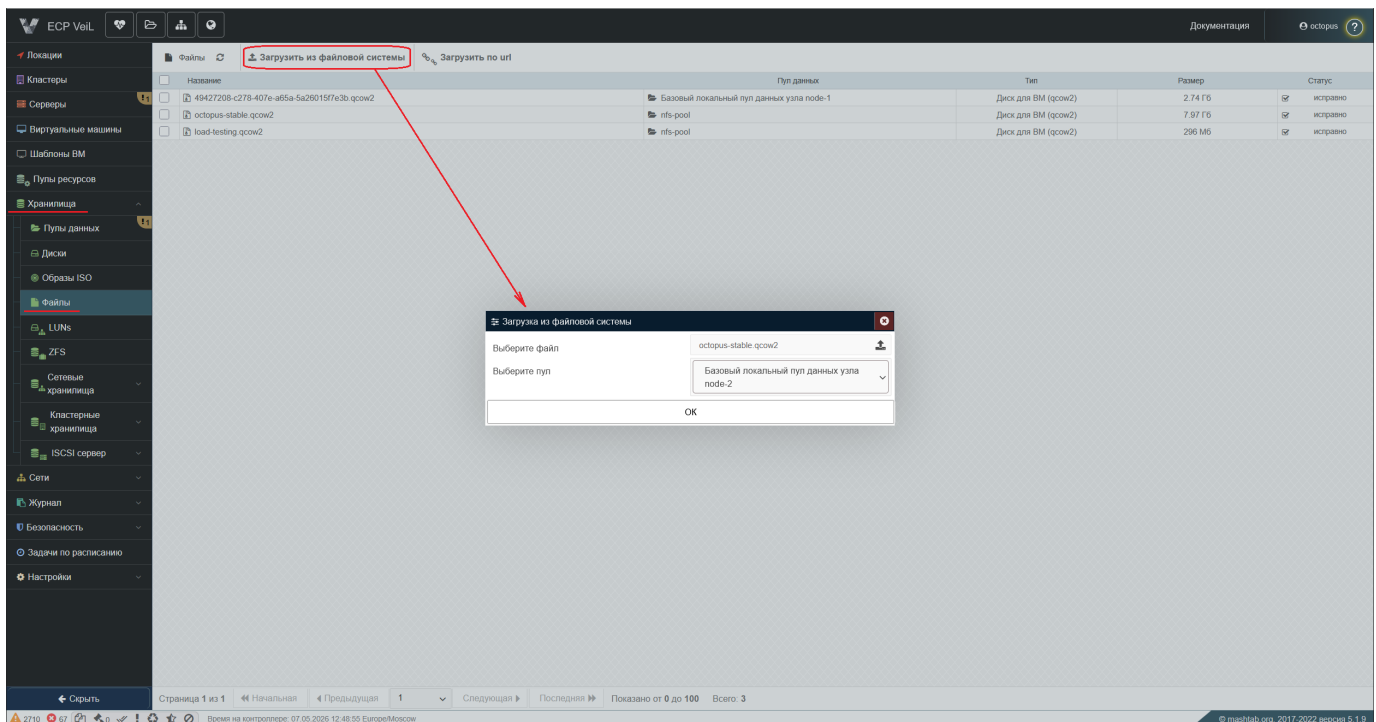 ECP VeiL
Документация
octopus
?
Локации
Кластеры
Серверы
!1
Виртуальные машины
Шаблоны ВМ
Пулы ресурсов
Хранилища
Пулы данных
!1
Диски
Образы ISO
Файлы
LUNs
ZFS
Сетевые
хранилища
Кластерные
хранилища
ISCSI сервер
Сети
Журнал
Безопасность
Задачи по расписанию
Настройки
Скрыть
Файлы
Загрузить из файловой системы
Загрузить по url
Название Пул данных Тип Размер Статус
49427208-c278-407e-a65a-5a26015f7e3b.qcow2 Базовый локальный пул данных узла node-1 Диск для ВМ (qcow2) 2.74 Гб исправно
octopus-stable.qcow2 nfs-pool Диск для ВМ (qcow2) 7.97 Гб исправно
load-testing.qcow2 nfs-pool Диск для ВМ (qcow2) 296 Мб исправно
Загрузка из файловой системы
Выберите файл octopus-stable.qcow2
Выберите пул Базовый локальный пул данных узла
node-2
ОК
Страница 1 из 1 Начальная Предыдущая 1 Следующая Последняя Показано от 0 до 100 Всего: 3
2710 67 0 Время на контроллере: 07.05.2026 12:48:55 Europe/Moscow
© mashtab.org, 2017-2022 версия 5.1.9